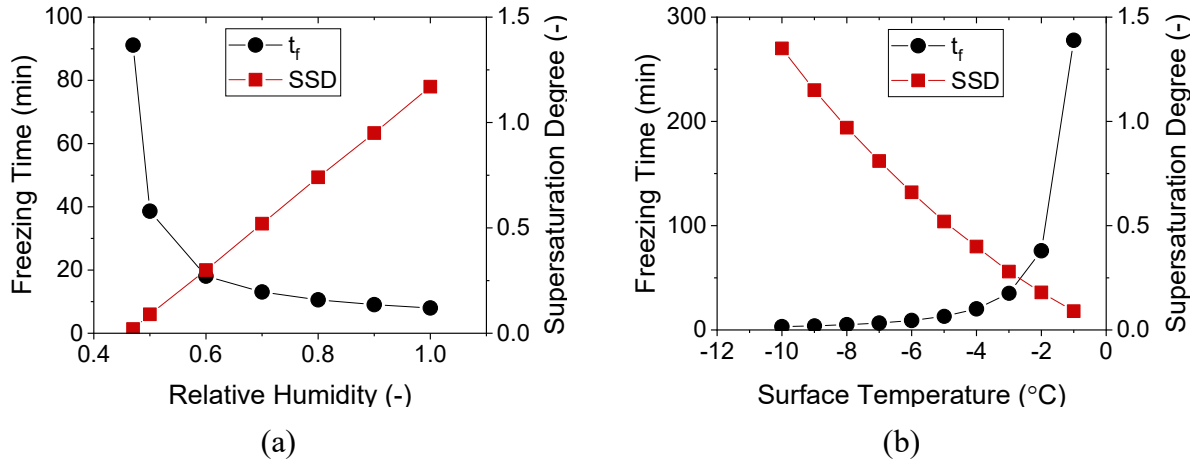 100
80
60
40
20
0
Freezing Time (min)
t_f
SSD
1.5
1.0
0.5
0.0
Supersaturation Degree (-)
0.4 0.6 0.8 1.0
Relative Humidity (-)
(a)
300
250
200
150
100
50
0
Freezing Time (min)
t_f
SSD
1.5
1.0
0.5
0.0
Supersaturation Degree (-)
-12 -10 -8 -6 -4 -2 0
Surface Temperature (°C)
(b)